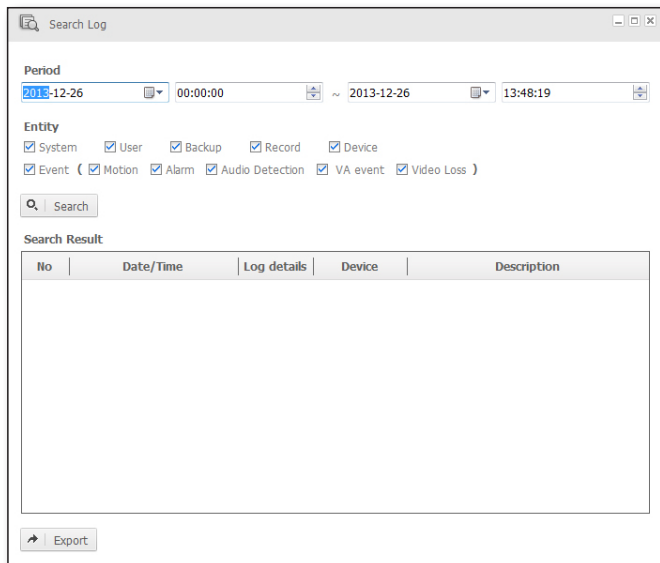 Search Log
Period
2013-12-26 00:00:00 ~ 2013-12-26 13:48:19
Entity
System User Backup Record Device
Event ( Motion Alarm Audio Detection VA event Video Loss )
Search
Search Result
No Date/Time Log details Device Description
Export